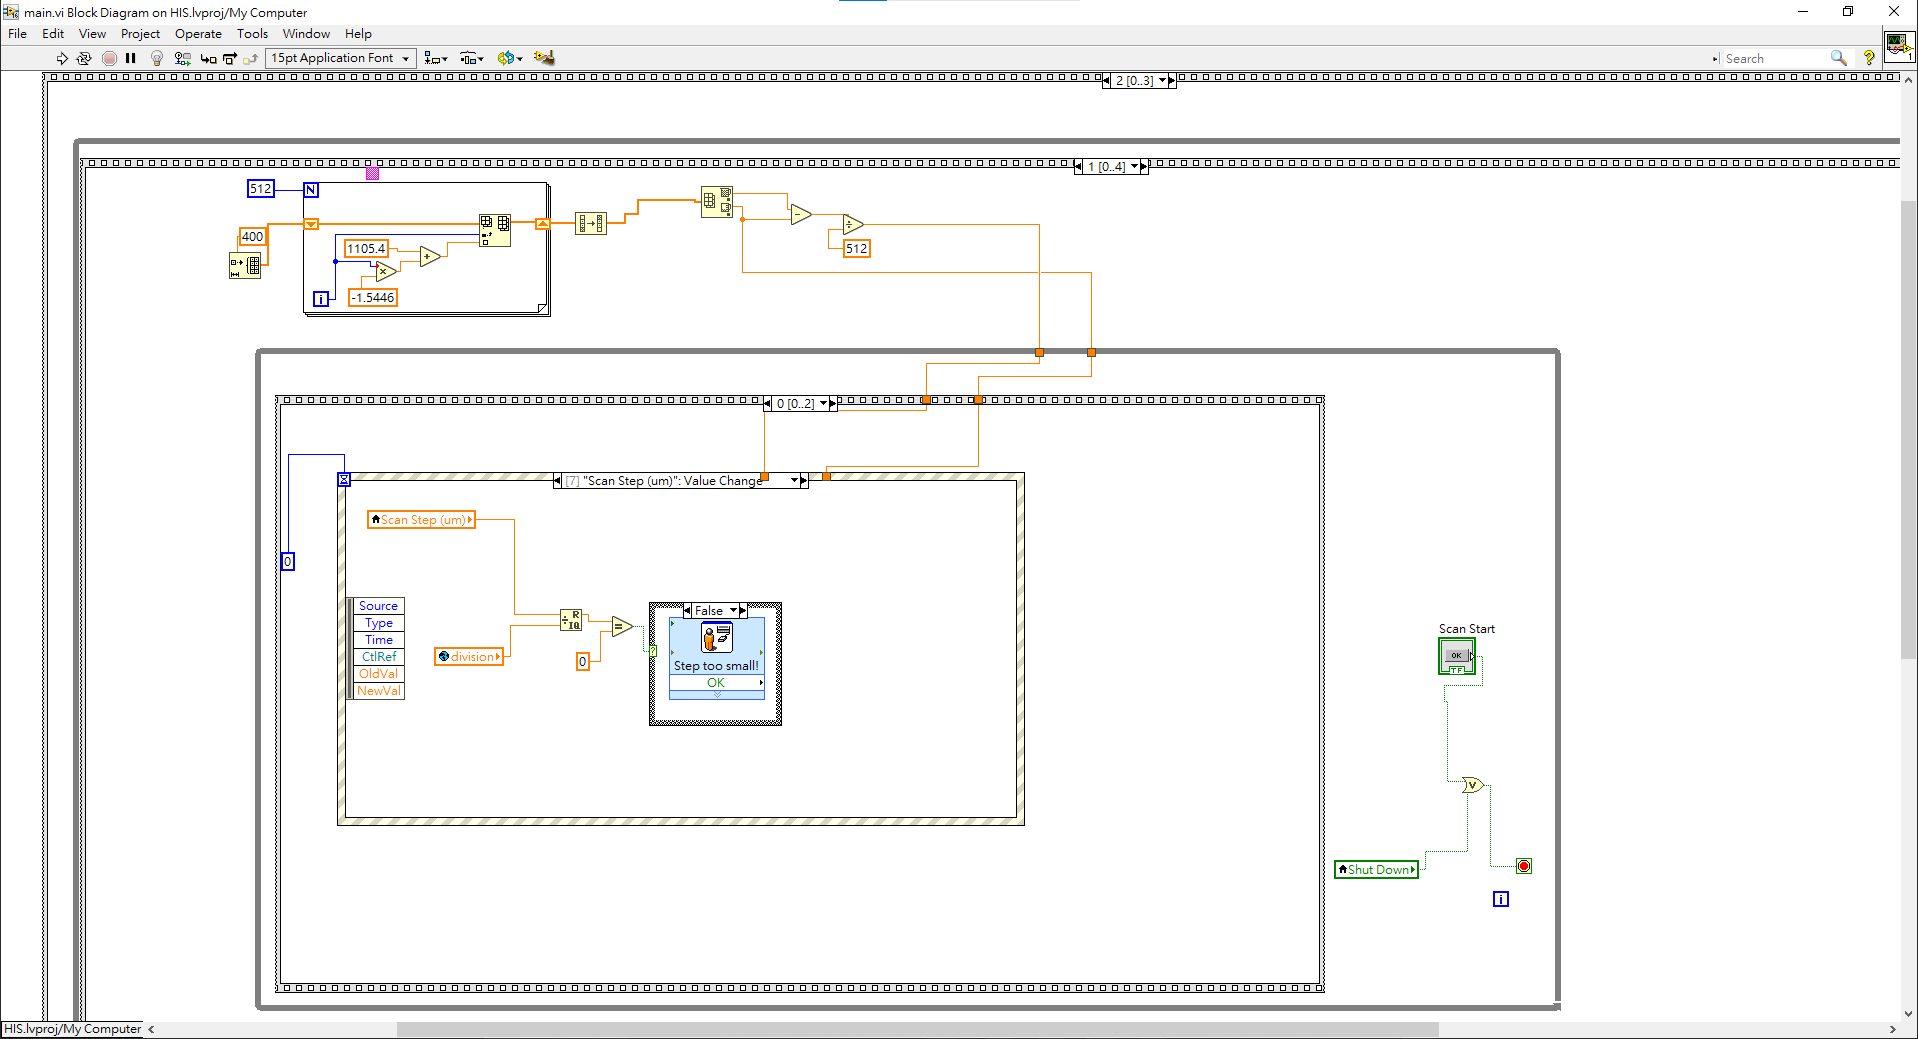 main.vi Block Diagram on HIS.lvproj/My Computer
File Edit View Project Operate Tools Window Help
15pt Application Font
Search
2 [0..3]
1 [0..4]
512
N
400
1105.4
+
×
-1.5446
i
-
÷
512
0 [0..2]
[7] "Scan Step (um)": Value Change
Scan Step (um)
0
Source
Type
Time
CtlRef
OldVal
NewVal
division
R
IQ
=
0
False
?
Step too small!
OK
Scan Start
OK
TF
V
Shut Down
i
HIS.lvproj/My Computer